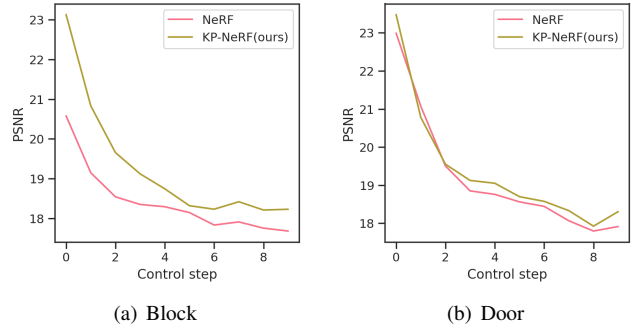 NeRF
KP-NeRF(ours)
PSNR
23
22
21
20
19
18
0 2 4 6 8
Control step
(a) Block
NeRF
KP-NeRF(ours)
PSNR
23
22
21
20
19
18
0 2 4 6 8
Control step
(b) Door